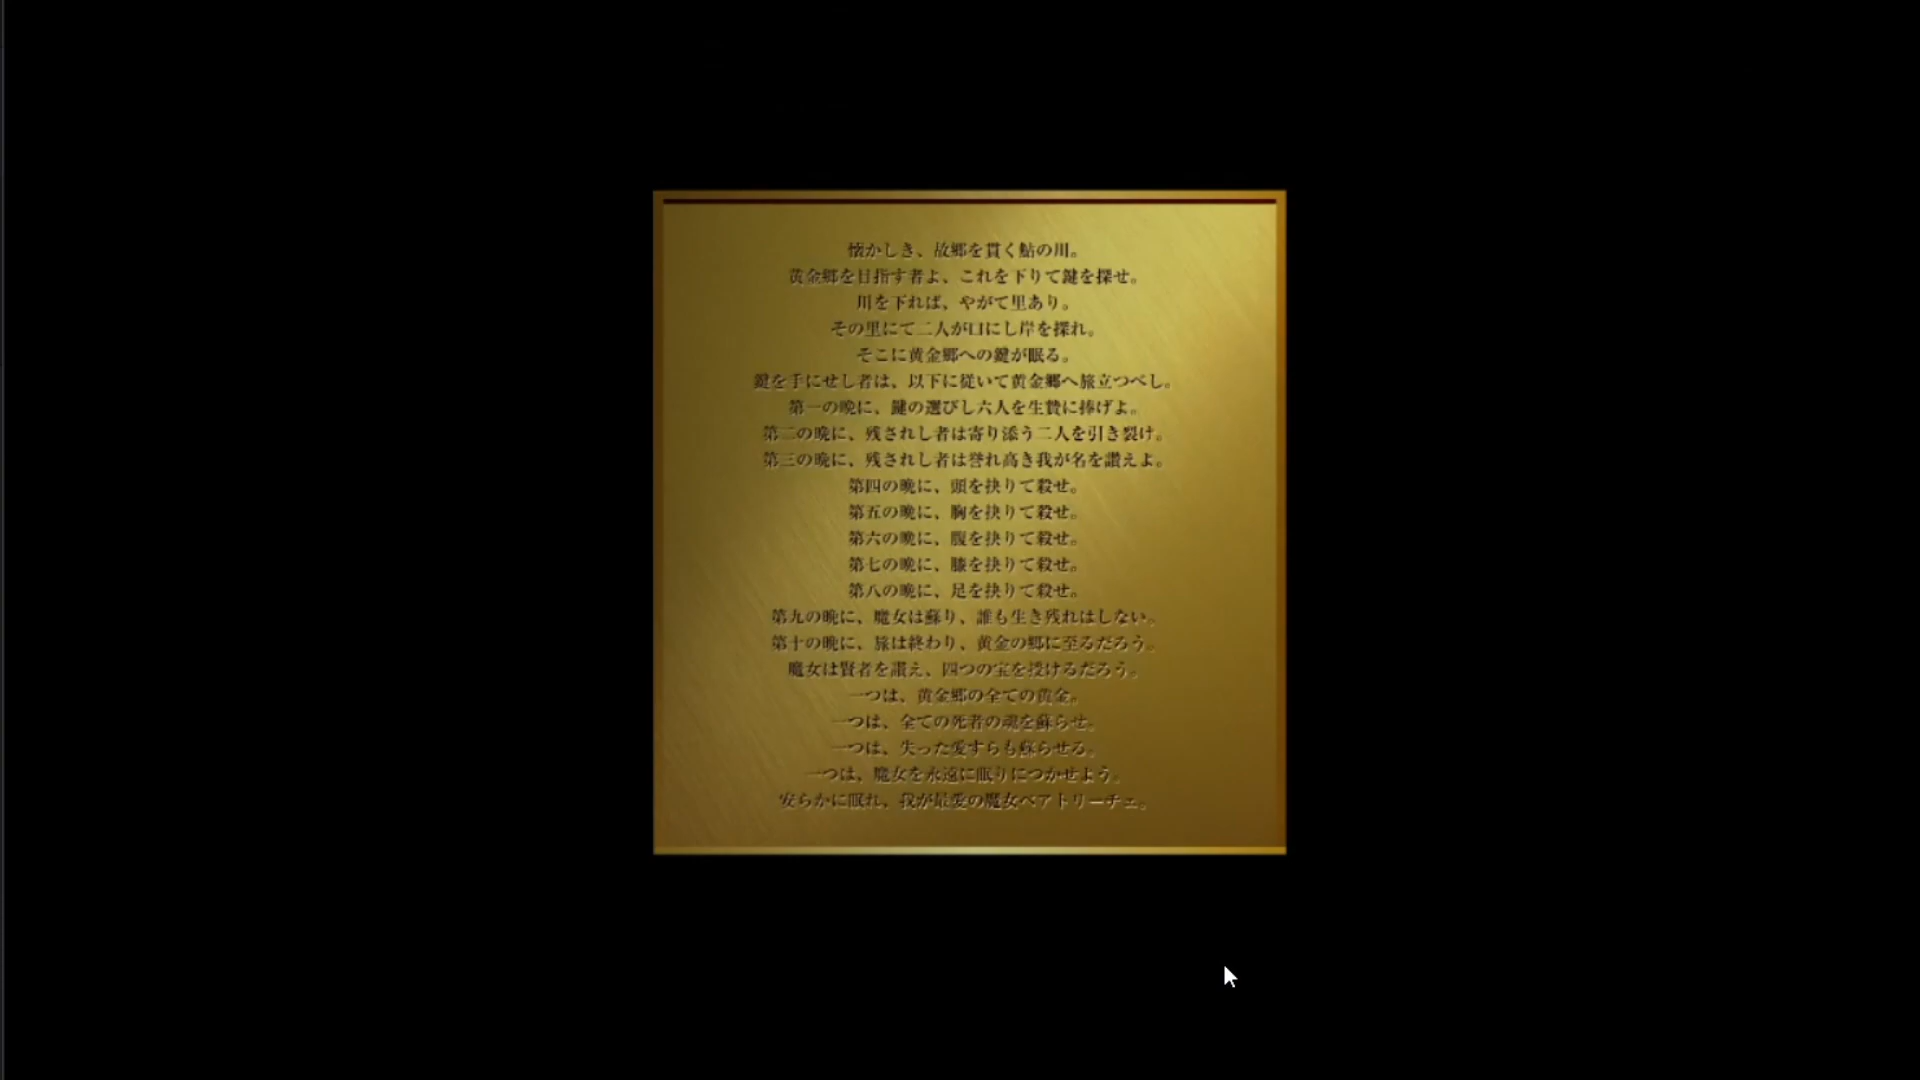 懐かしき、故郷を貫く鮎の川。
黄金郷を目指す者よ、これを下りて鍵を探せ。
川を下れば、やがて里あり。
その里にて二人が口にし岸を探れ。
そこに黄金郷への鍵が眠る。
鍵を手にせし者は、以下に従いて黄金郷へ旅立つべし。
第一の晩に、鍵の選びし六人を生贄に捧げよ。
第二の晩に、残されし者は寄り添う二人を引き裂け。
第三の晩に、残されし者は誉れ高き我が名を讃えよ。
第四の晩に、頭を抉りて殺せ。
第五の晩に、胸を抉りて殺せ。
第六の晩に、腹を抉りて殺せ。
第七の晩に、膝を抉りて殺せ。
第八の晩に、足を抉りて殺せ。
第九の晩に、魔女は蘇り、誰も生き残れはしない。
第十の晩に、旅は終わり、黄金の郷に至るだろう。
魔女は賢者を讃え、四つの宝を授けるだろう。
一つは、黄金郷の全ての黄金。
一つは、全ての死者の魂を蘇らせ。
一つは、失った愛すらも蘇らせる。
一つは、魔女を永遠に眠りにつかせよう。
安らかに眠れ、我が最愛の魔女ベアトリーチェ。